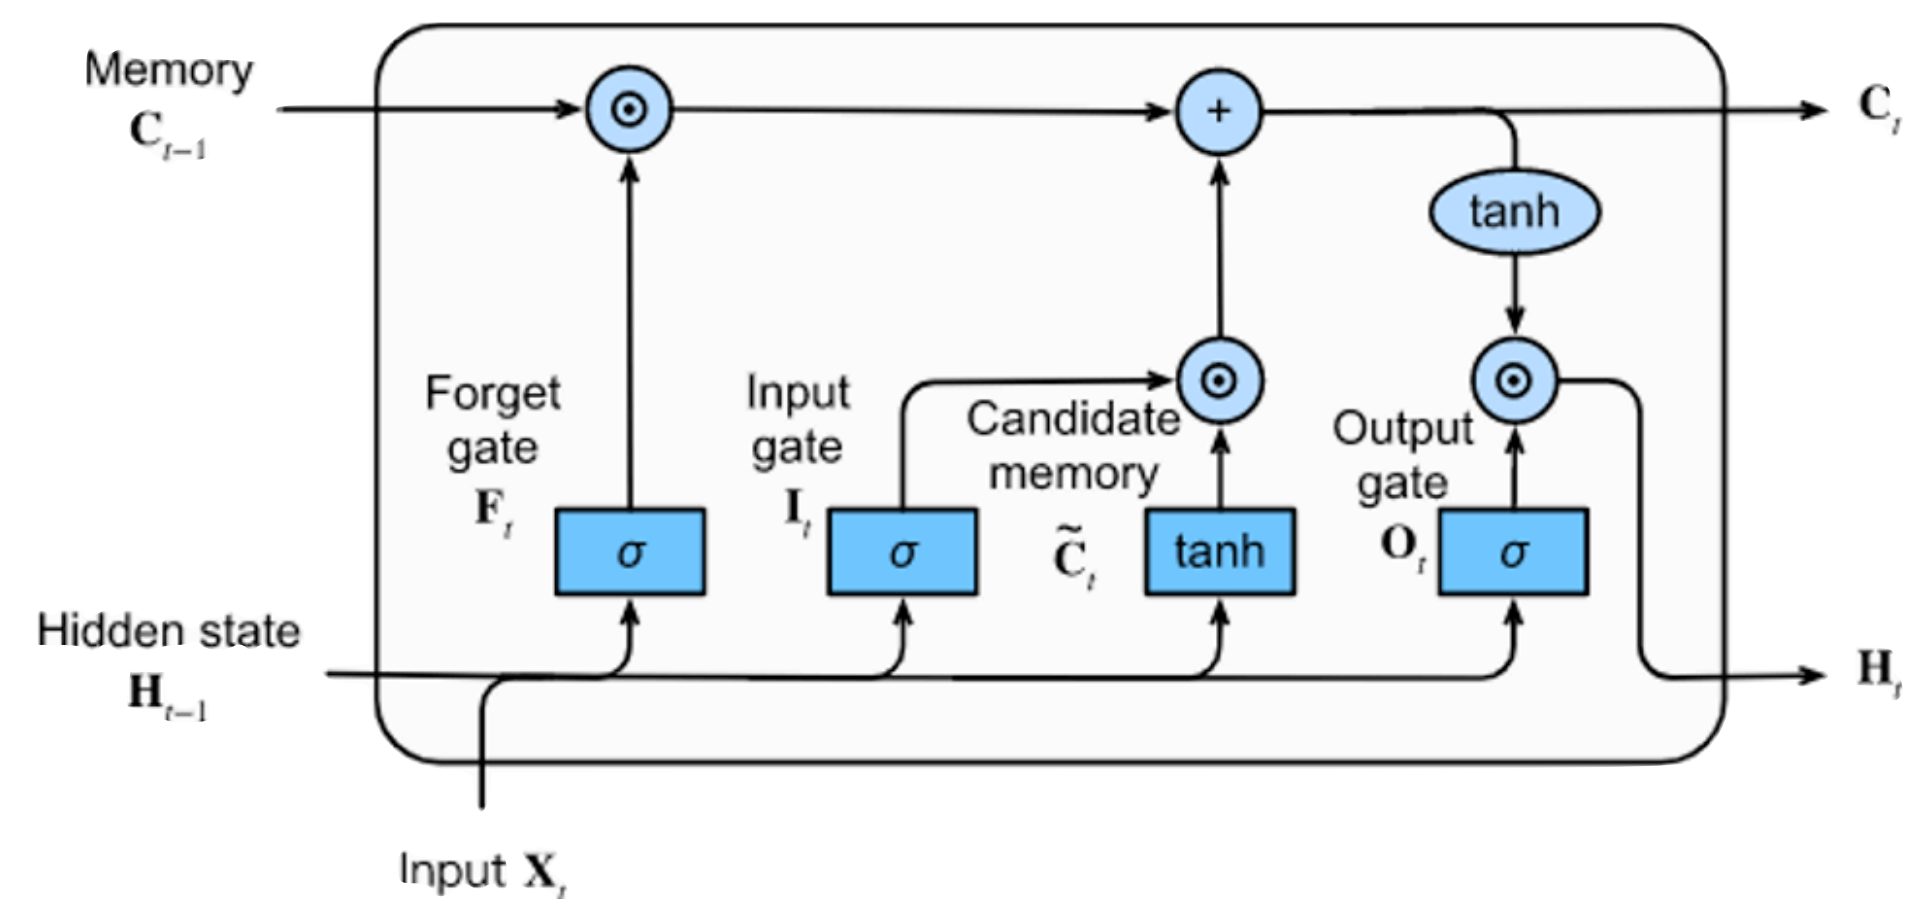 Memory
C_{t-1}
⊙
+
C_t
tanh
Forget
gate
F_t
Input
gate
I_t
⊙
Candidate
memory
C̃_t
⊙
Output
gate
O_t
σ
σ
tanh
σ
Hidden state
H_{t-1}
H_t
Input X_t